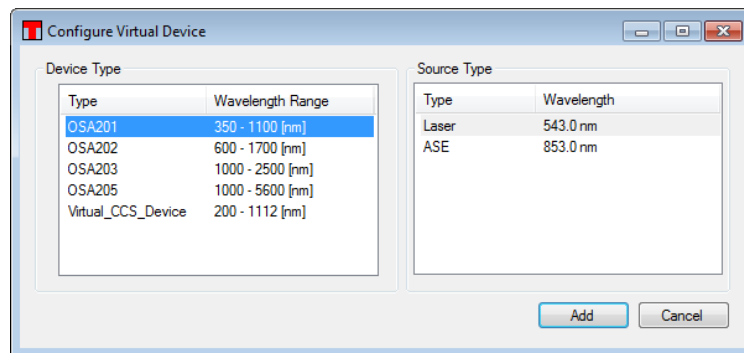 Configure Virtual Device
Device Type
Type Wavelength Range
OSA201 350 - 1100 [nm]
OSA202 600 - 1700 [nm]
OSA203 1000 - 2500 [nm]
OSA205 1000 - 5600 [nm]
Virtual_CCS_Device 200 - 1112 [nm]
Source Type
Type Wavelength
Laser 543.0 nm
ASE 853.0 nm
Add Cancel